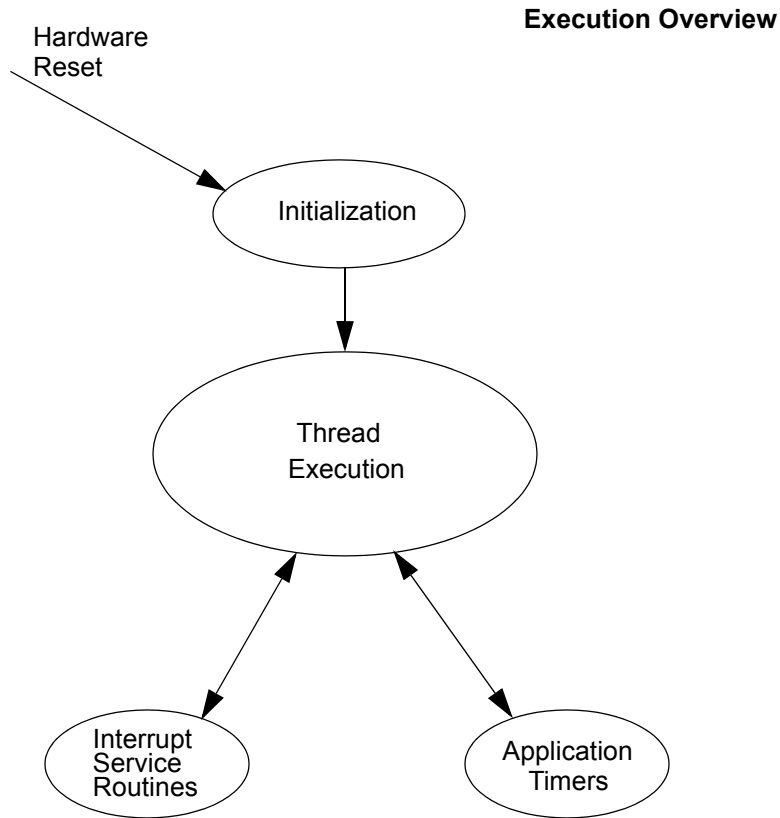 Execution Overview
Hardware
Reset
Initialization
Thread
Execution
Interrupt
Service
Routines
Application
Timers